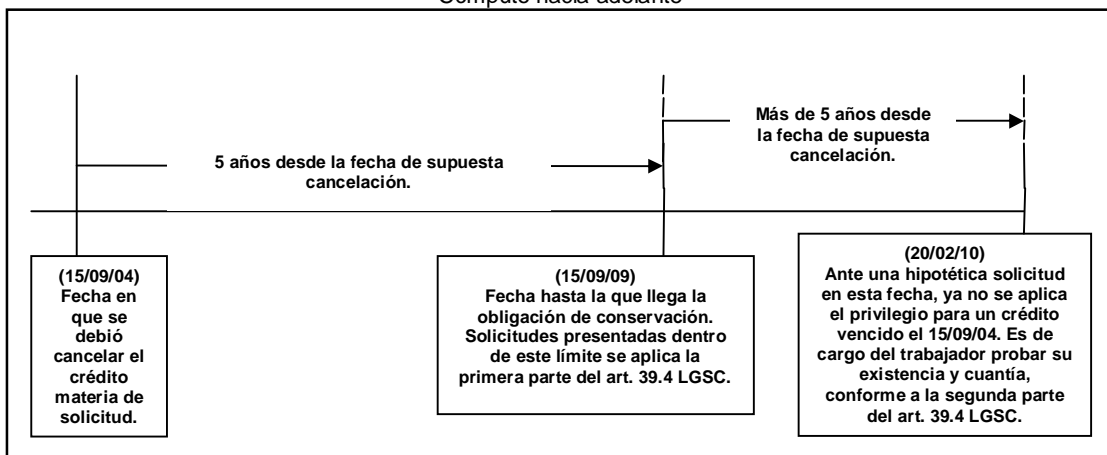 Cómputo hacia adelante
Más de 5 años desde
la fecha de supuesta
cancelación.
5 años desde la fecha de supuesta
cancelación.
(15/09/04)
Fecha en
que se
debió
cancelar el
crédito
materia de
solicitud.
(15/09/09)
Fecha hasta la que llega la
obligación de conservación.
Solicitudes presentadas dentro
de este límite se aplica la
primera parte del art. 39.4 LGSC.
(20/02/10)
Ante una hipotética solicitud
en esta fecha, ya no se aplica
el privilegio para un crédito
vencido el 15/09/04. Es de
cargo del trabajador probar su
existencia y cuantía,
conforme a la segunda parte
del art. 39.4 LGSC.